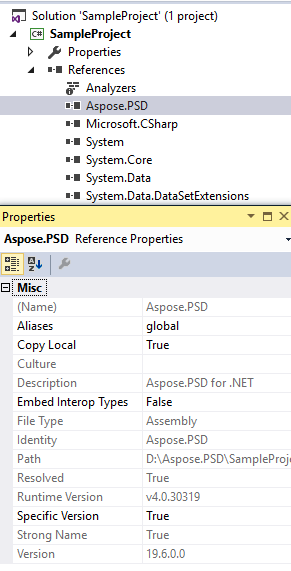 Solution 'SampleProject' (1 project)
C# SampleProject
Properties
References
Analyzers
Aspose.PSD
Microsoft.CSharp
System
System.Core
System.Data
System.Data.DataSetExtensions
Properties
Aspose.PSD Reference Properties
Misc
(Name) Aspose.PSD
Aliases global
Copy Local True
Culture
Description Aspose.PSD for .NET
Embed Interop Types False
File Type Assembly
Identity Aspose.PSD
Path D:\Aspose.PSD\SampleProj
Resolved True
Runtime Version v4.0.30319
Specific Version True
Strong Name True
Version 19.6.0.0